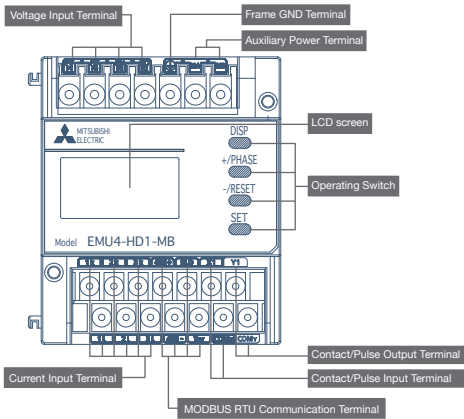 Voltage Input Terminal
Frame GND Terminal
Auxiliary Power Terminal
MITSUBISHI
ELECTRIC
LCD screen
DISP
+/PHASE
-/RESET
Operating Switch
SET
Model EMU4-HD1-MB
Y1
COMY
Contact/Pulse Output Terminal
Current Input Terminal
Contact/Pulse Input Terminal
MODBUS RTU Communication Terminal